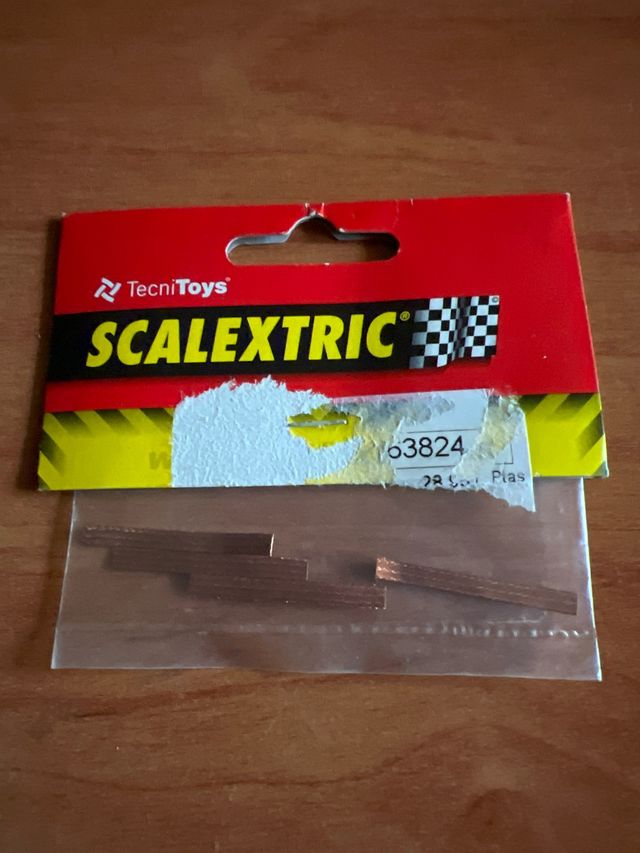 TecniToys
SCALEXTRIC®
63824
Ptas